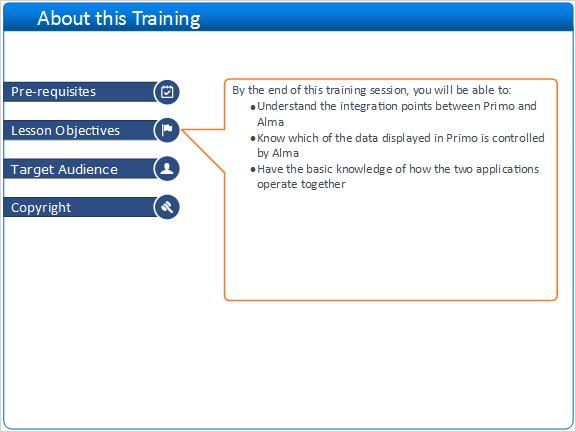 About this Training
Pre-requisites
Lesson Objectives
Target Audience
Copyright
By the end of this training session, you will be able to:
●Understand the integration points between Primo and
Alma
●Know which of the data displayed in Primo is controlled
by Alma
●Have the basic knowledge of how the two applications
operate together